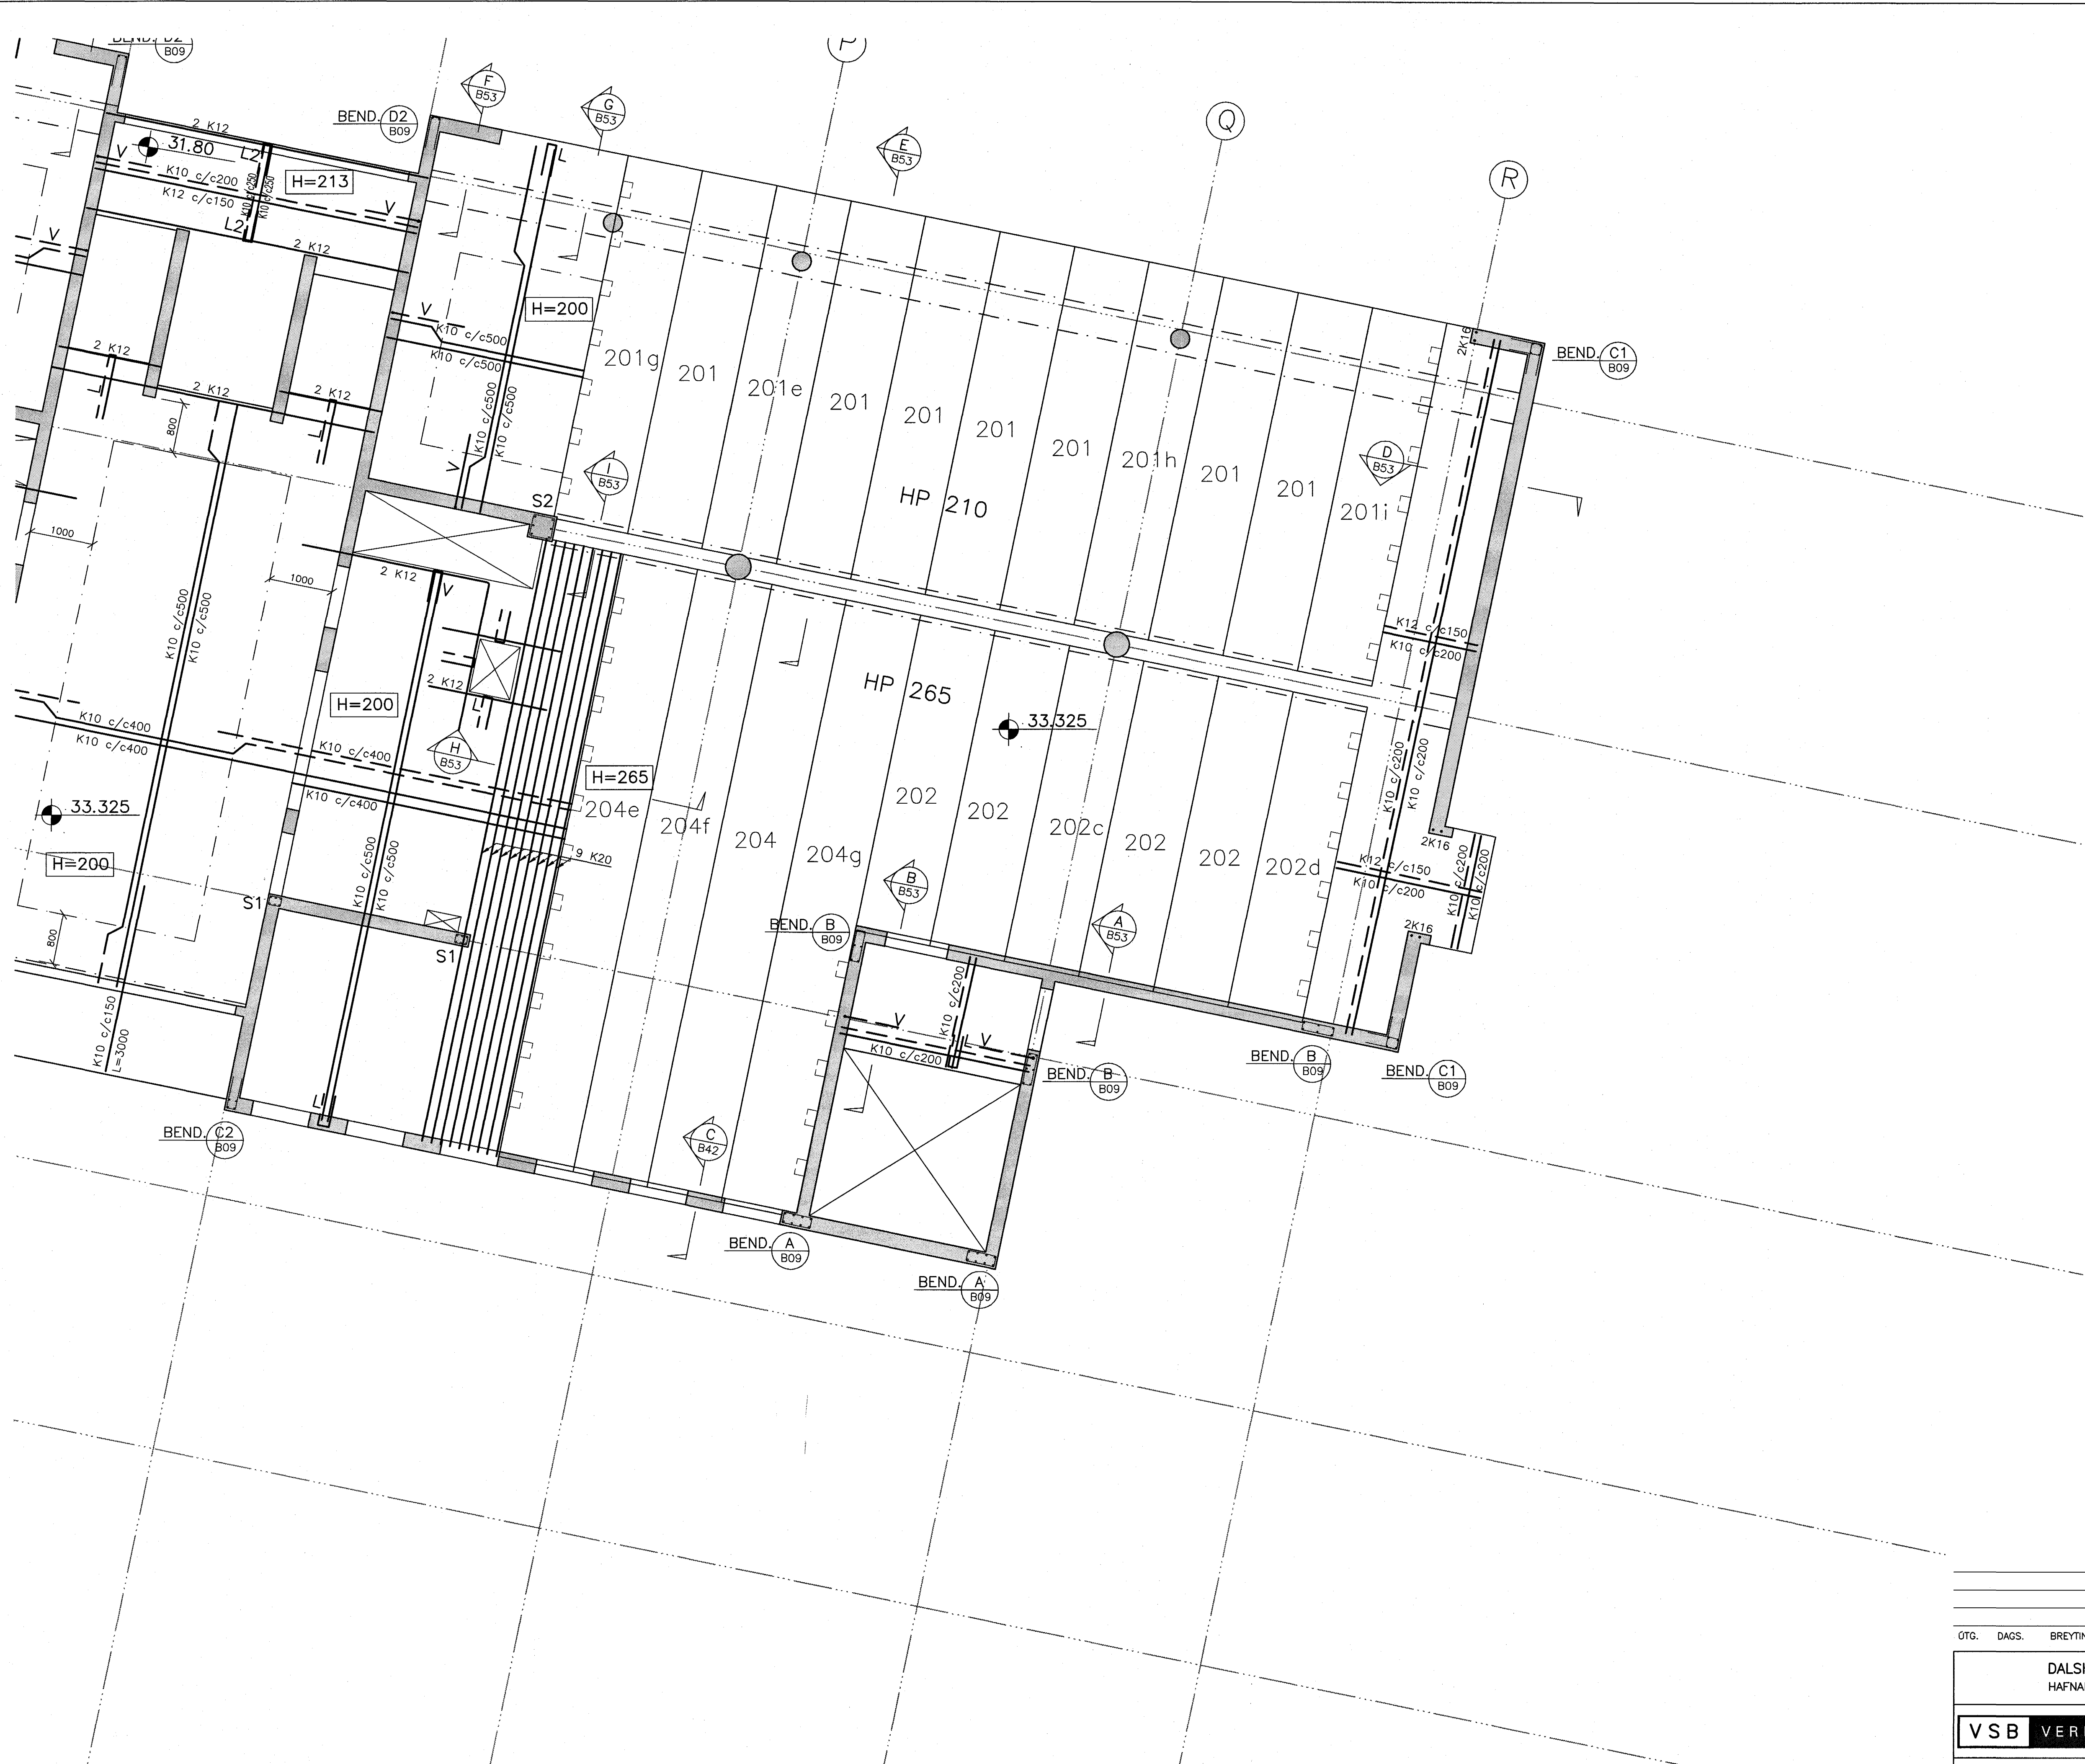 B09
P
F
B53
G
B53
BEND. D2
B09
E
B53
Q
R
2 K12
31.80
V
L2
K10 c/c200
K12 c/c150
K10 c/c250
K10 c/c250
H=213
V
L2
2 K12
L
V
V
K10 c/c500
K10 c/c500
H=200
K10 c/c500
K10 c/c500
V
2 K12
L
2 K12
2 K12
L
800
201g
201
201e
201
201
201
201
201h
201
201
201i
HP 210
2K16
BEND. C1
B09
D
B53
I
B53
S2
1000
1000
K10 c/c500
K10 c/c500
2 K12
V
2 K12
L
H=200
H
B53
K10 c/c400
K10 c/c400
K10 c/c400
K10 c/c400
H=265
HP 265
33.325
K12 c/c150
K10 c/c200
K10 c/c200
K10 c/c200
33.325
H=200
204e
204f
204
204g
202
202
202c
202
202
202d
9 K20
K10 c/c500
K10 c/c500
2K16
K12 c/c150
K10 c/c200
K10 c/c200
K10 c/c200
2K16
S1
S1
800
B
B53
BEND. B
B09
A
B53
K10 c/c200
V
L
V
K10 c/c200
K10 c/c150
L=3000
L
BEND. B
B09
BEND. B
B09
BEND. C1
B09
BEND. C2
B09
C
B42
BEND. A
B09
BEND. A
B09
ÚTG. DAGS.
VSB